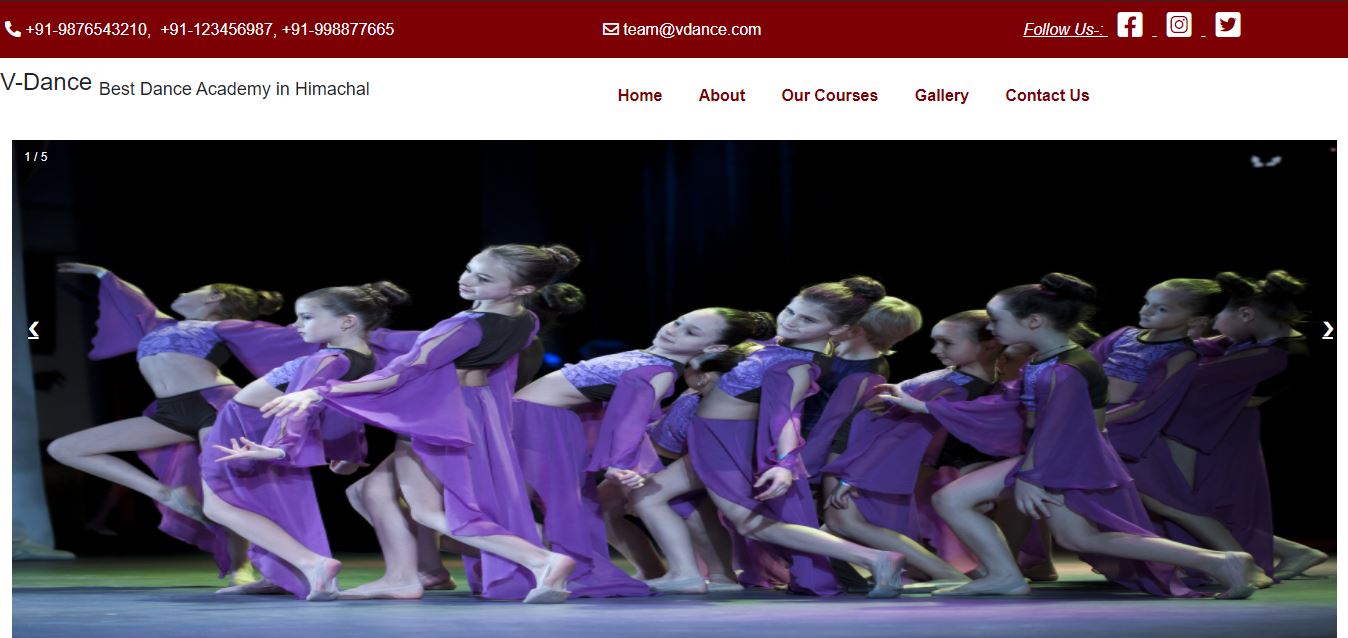 +91-9876543210, +91-123456987, +91-998877665 team@vdance.com Follow Us-:
V-Dance Best Dance Academy in Himachal Home About Our Courses Gallery Contact Us
1 / 5
❮ ❯